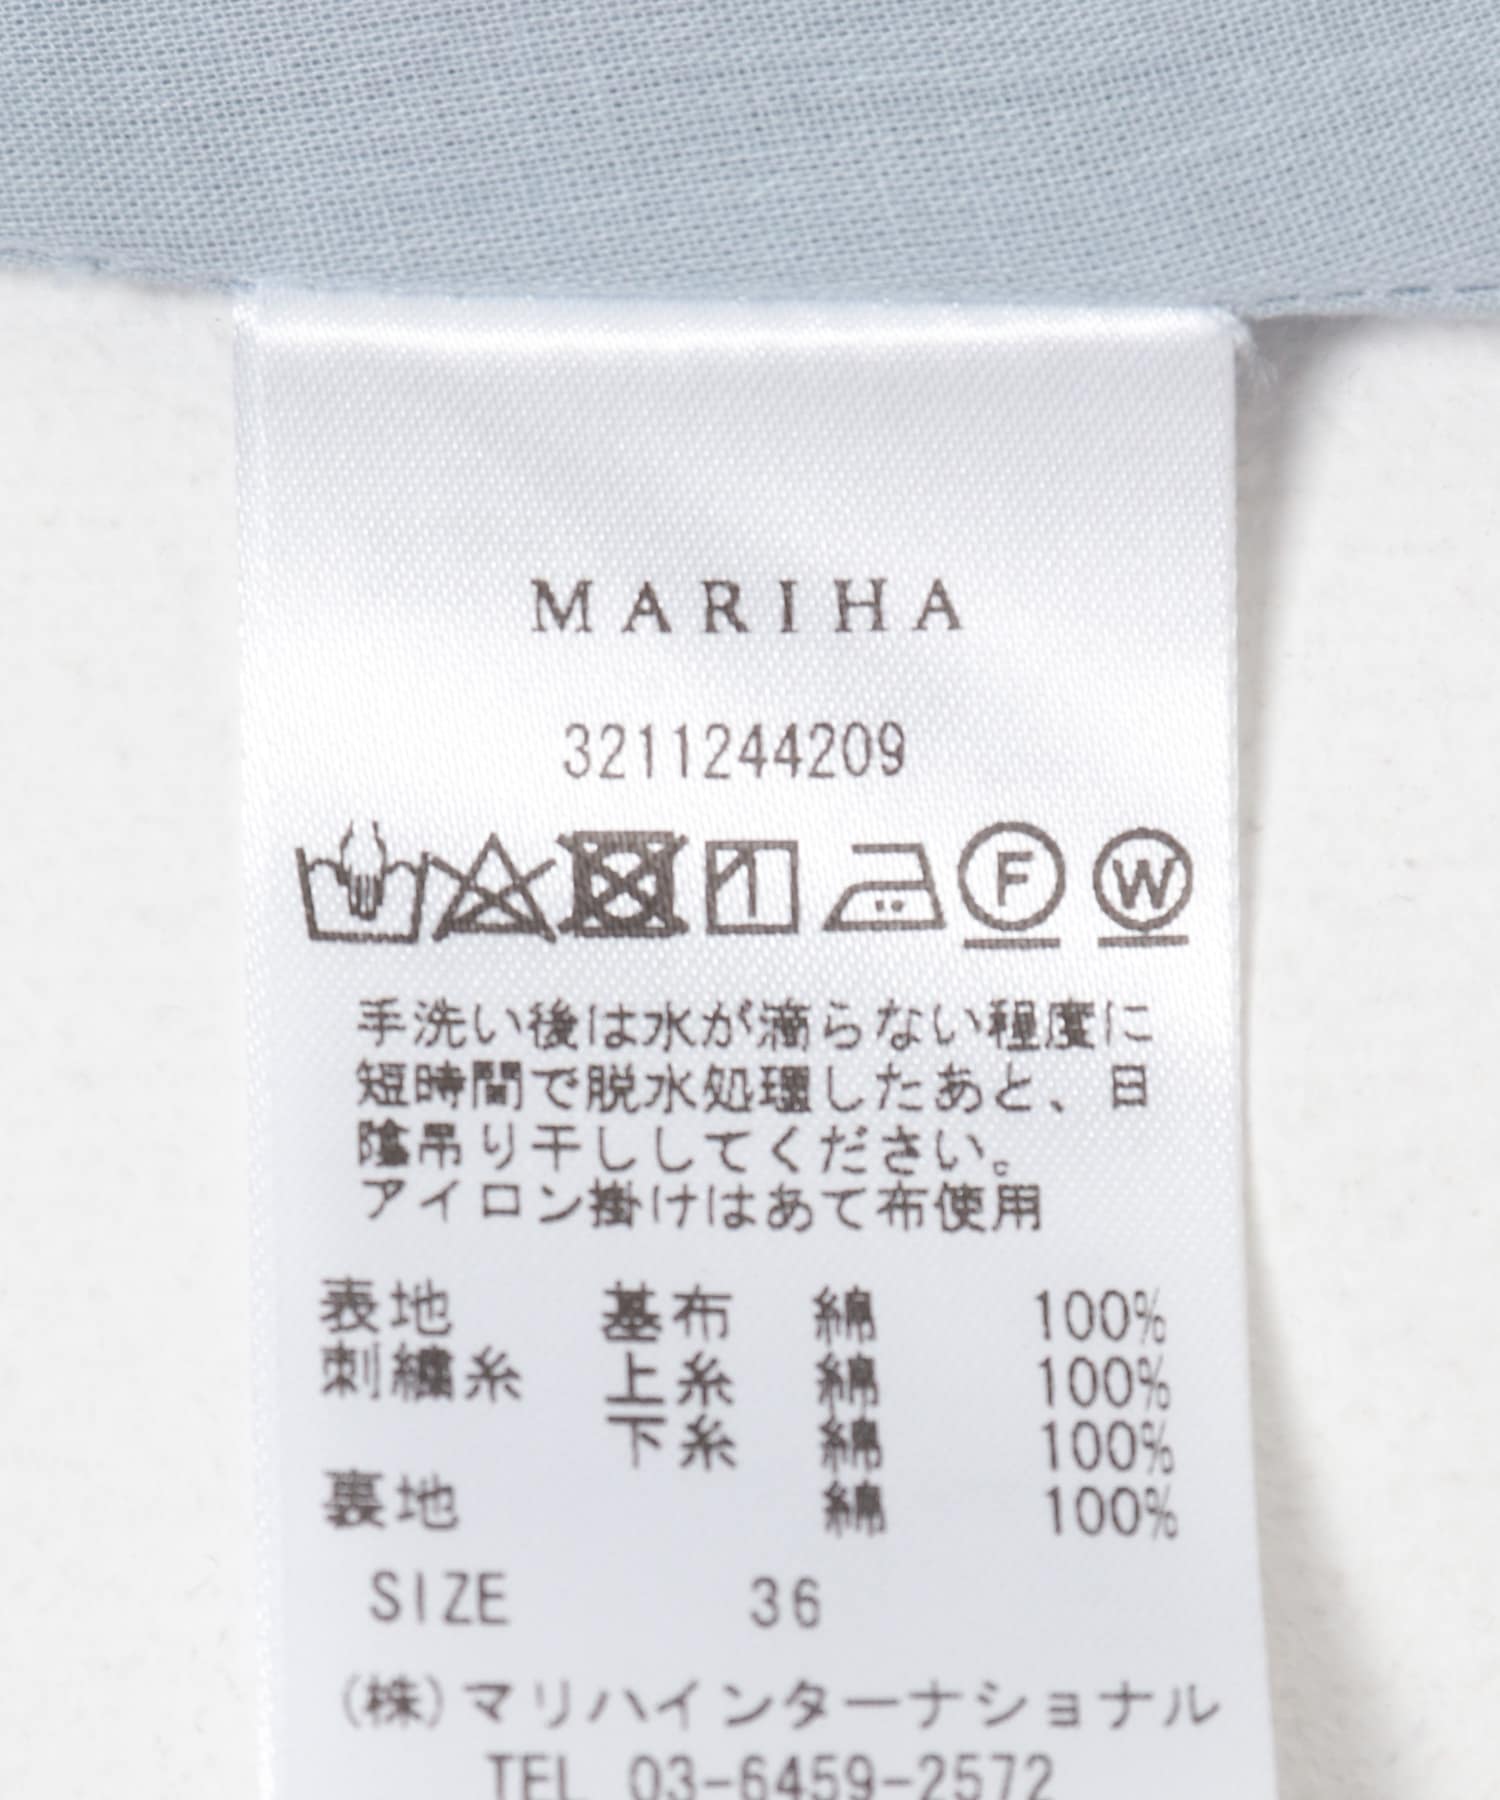 MARIHA
3211244209
F W
手洗い後は水が滴らない程度に
短時間で脱水処理したあと、日
陰吊り干ししてください。
アイロン掛けはあて布使用
表地 基布 綿 100%
刺繍糸 上糸 綿 100%
下糸 綿 100%
裏地 綿 100%
SIZE 36
(株)マリハインターナショナル
TEL 03-6459-2572